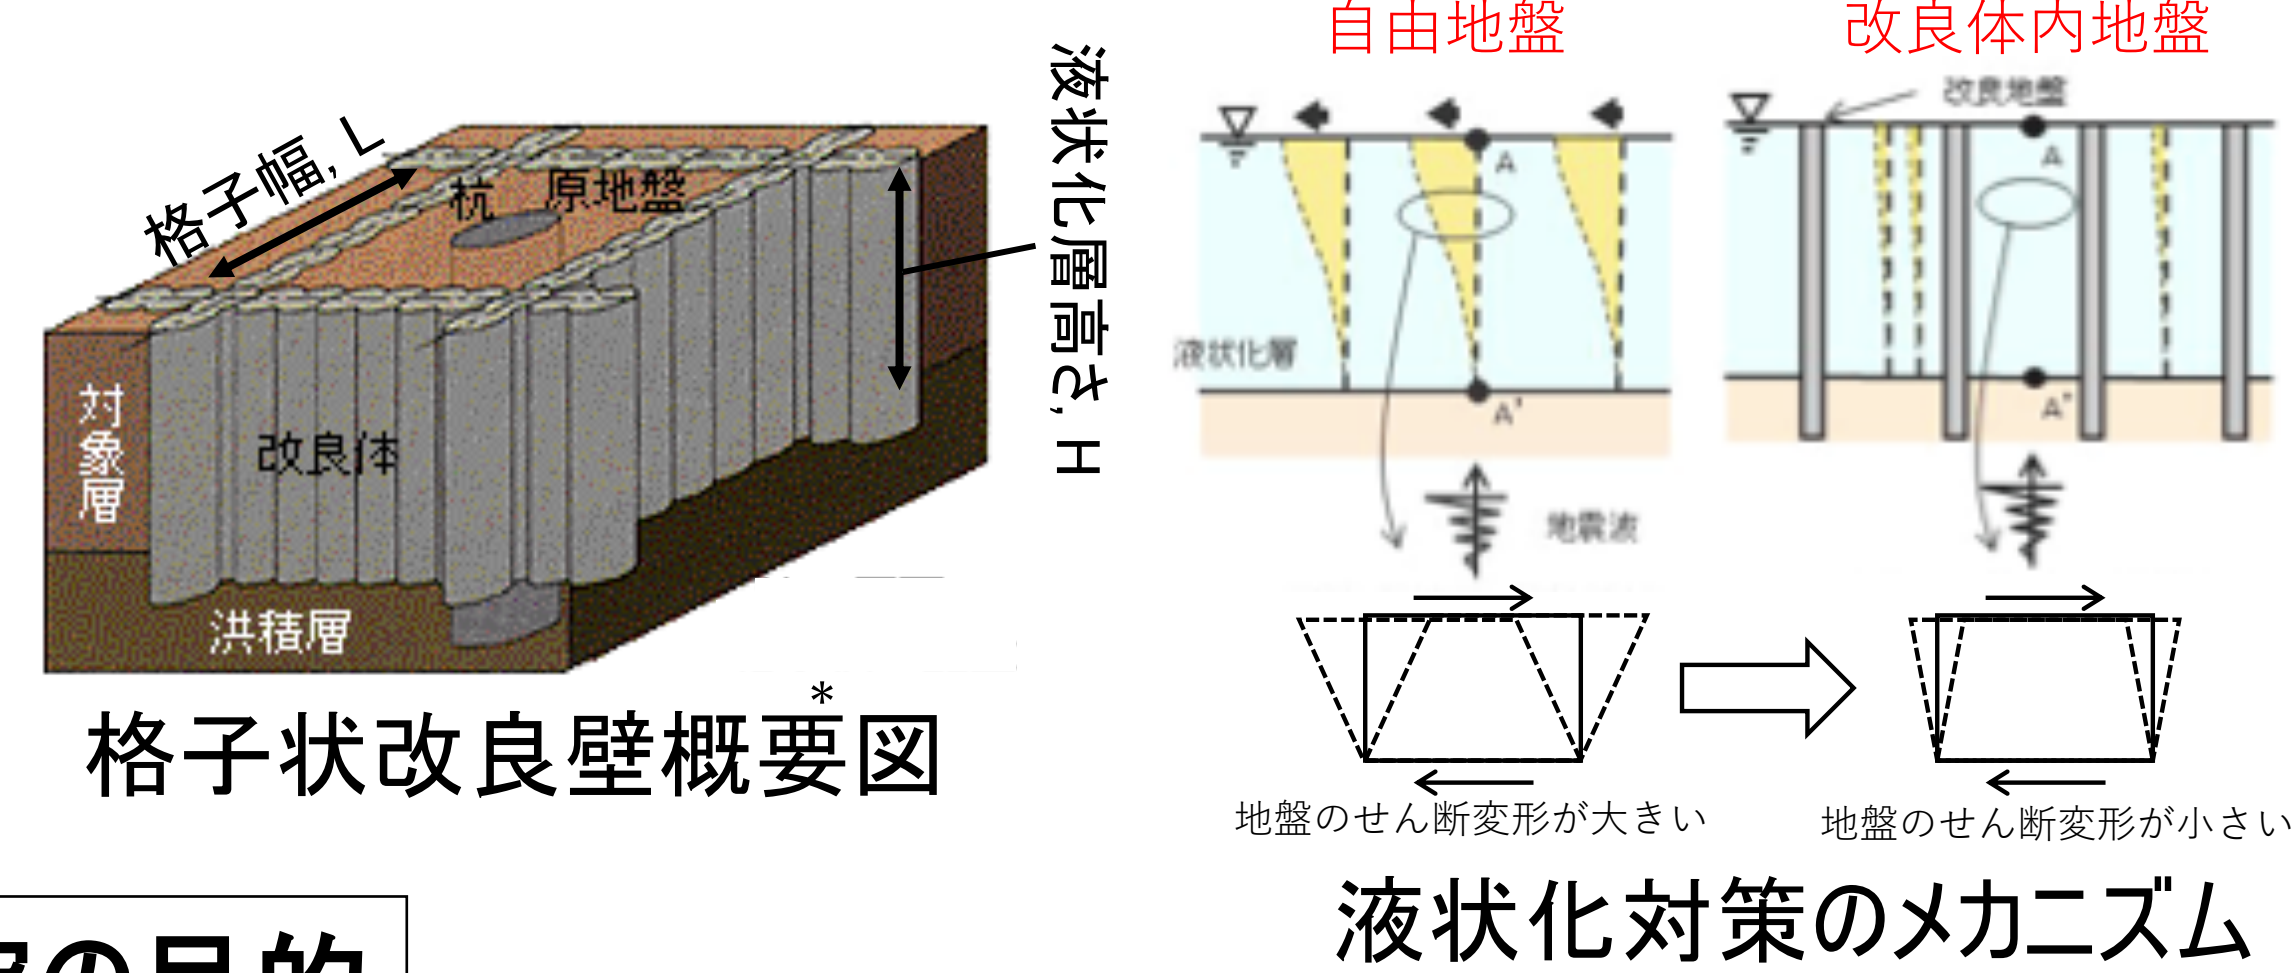 格子幅, L
杭
原地盤
液状化層高さ, H
対象層
改良体
洪積層
*
格子状改良壁概要図
の目的
自由地盤
A
液状化層
A'
地震波
地盤のせん断変形が大きい
改良体内地盤
改良地盤
A
A'
地盤のせん断変形が小さい
液状化対策のメカニズム